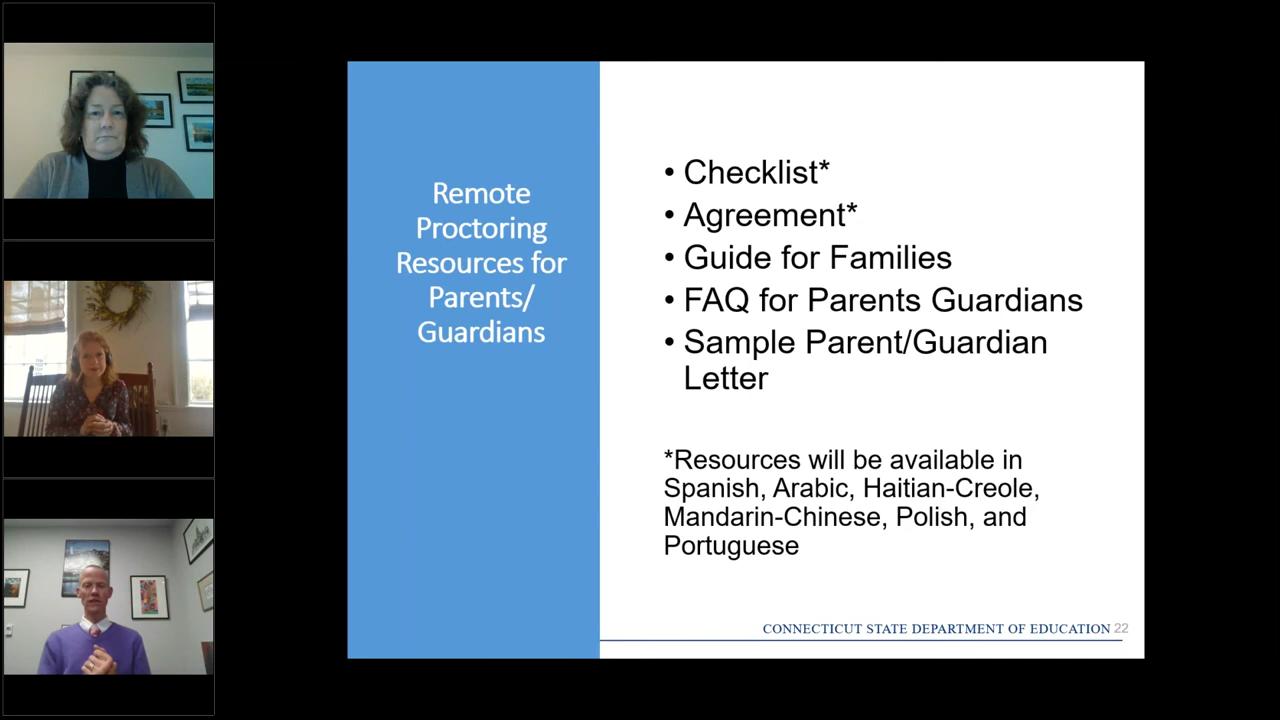 Remote
Proctoring
Resources for
Parents/
Guardians
• Checklist*
• Agreement*
• Guide for Families
• FAQ for Parents Guardians
• Sample Parent/Guardian
Letter
*Resources will be available in
Spanish, Arabic, Haitian-Creole,
Mandarin-Chinese, Polish, and
Portuguese
CONNECTICUT STATE DEPARTMENT OF EDUCATION 22